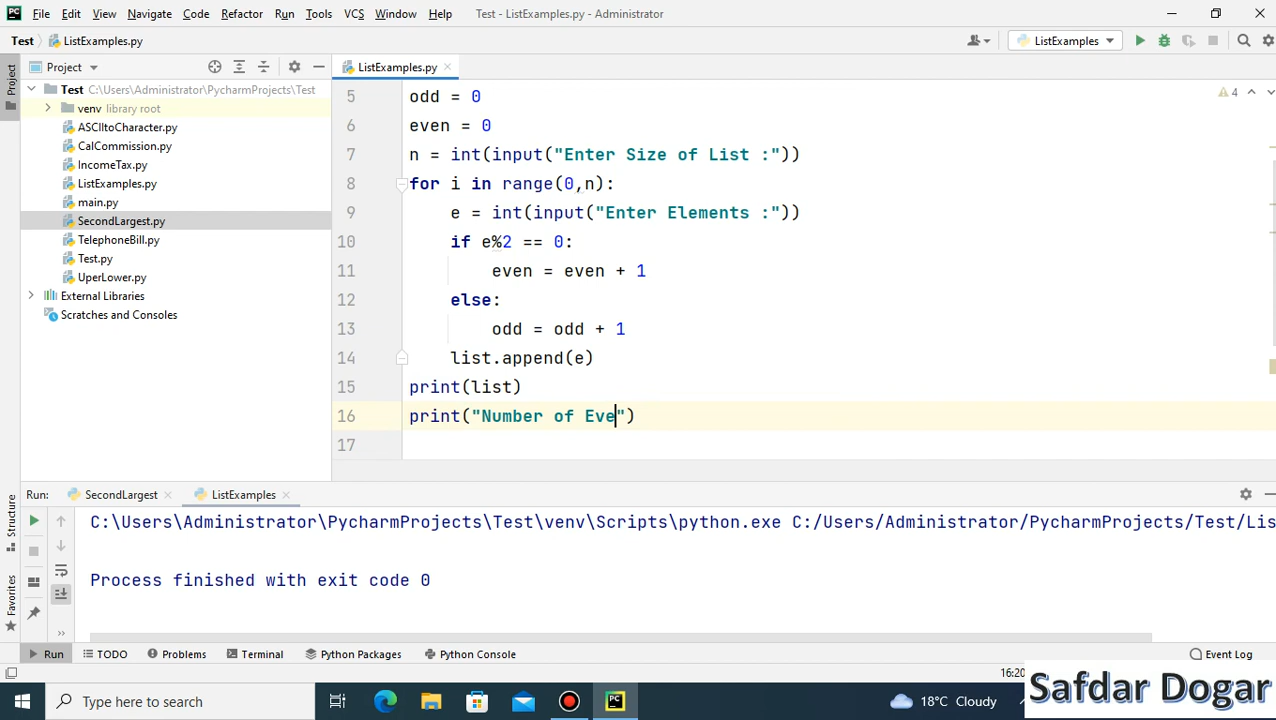 PC File Edit View Navigate Code Refactor Run Tools VCS Window Help Test - ListExamples.py - Administrator
Test ListExamples.py ListExamples
Project ListExamples.py
Project
Test C:\Users\Administrator\PycharmProjects\Test
venv library root
ASCIItoCharacter.py
CalCommission.py
IncomeTax.py
ListExamples.py
main.py
SecondLargest.py
TelephoneBill.py
Test.py
UperLower.py
External Libraries
Scratches and Consoles
4
5 odd = 0
6 even = 0
7 n = int(input("Enter Size of List :"))
8 for i in range(0,n):
9 e = int(input("Enter Elements :"))
10 if e%2 == 0:
11 even = even + 1
12 else:
13 odd = odd + 1
14 list.append(e)
15 print(list)
16 print("Number of Eve")
17
Run: SecondLargest ListExamples
C:\Users\Administrator\PycharmProjects\Test\venv\Scripts\python.exe C:/Users/Administrator/PycharmProjects/Test/Lis
Process finished with exit code 0
Structure
Favorites
Run TODO Problems Terminal Python Packages Python Console Event Log
16:20
Type here to search
PC
18°C Cloudy
Safdar Dogar